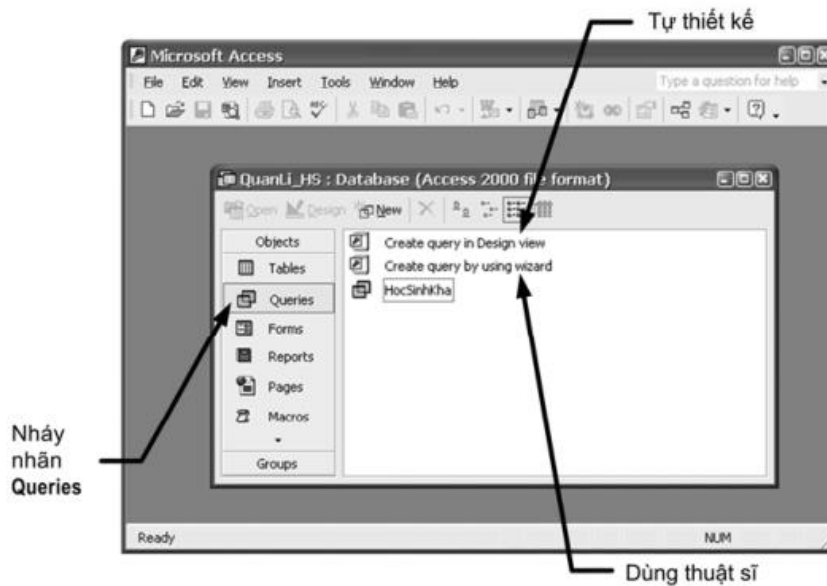 Tự thiết kế
Microsoft Access
File Edit View Insert Tools Window Help
Type a question for help
QuanLi_HS : Database (Access 2000 file format)
Open Design New
Objects
Tables
Queries
Forms
Reports
Pages
Macros
Groups
Create query in Design view
Create query by using wizard
HocSinhKha
Nháy
nhãn
Queries
Ready
NUM
Dùng thuật sĩ